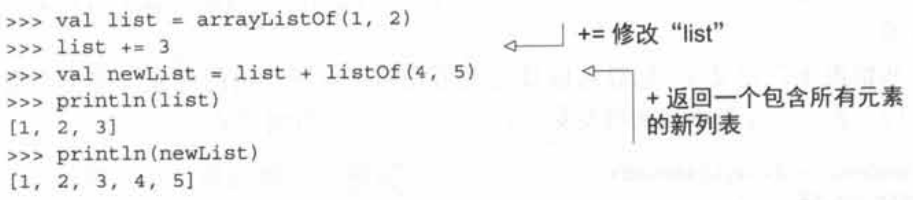 >>> val list = arrayListOf(1, 2)
>>> list += 3
+= 修改“list”
>>> val newList = list + listOf(4, 5)
>>> println(list)
+ 返回一个包含所有元素
的新列表
[1, 2, 3]
>>> println(newList)
[1, 2, 3, 4, 5]